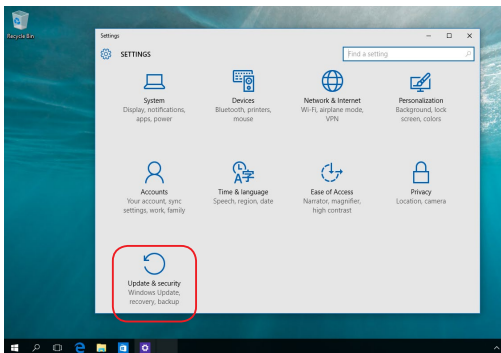 Recycle Bin
Settings
SETTINGS
Find a setting
System
Display, notifications,
apps, power
Devices
Bluetooth, printers,
mouse
Network & Internet
Wi-Fi, airplane mode,
VPN
Personalization
Background, lock
screen, colors
Accounts
Your account, sync
settings, work, family
Time & language
Speech, region, date
Ease of Access
Narrator, magnifier,
high contrast
Privacy
Location, camera
Update & security
Windows Update,
recovery, backup